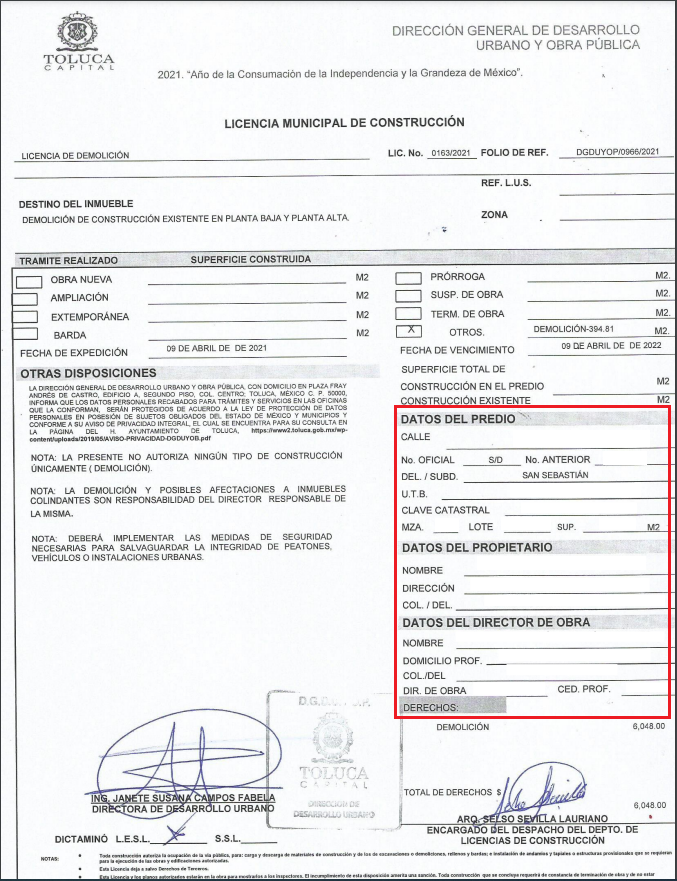 TOLUCA
CAPITAL
DIRECCIÓN GENERAL DE DESARROLLO
URBANO Y OBRA PÚBLICA
2021. “Año de la Consumación de la Independencia y la Grandeza de México”.
LICENCIA MUNICIPAL DE CONSTRUCCIÓN
LICENCIA DE DEMOLICIÓN LIC. No. 0163/2021 FOLIO DE REF. DGDUYOP/0966/2021
REF. L.U.S.
DESTINO DEL INMUEBLE
DEMOLICIÓN DE CONSTRUCCIÓN EXISTENTE EN PLANTA BAJA Y PLANTA ALTA.
ZONA
TRAMITE REALIZADO SUPERFICIE CONSTRUIDA
OBRA NUEVA M2 PRÓRROGA M2.
AMPLIACIÓN M2 SUSP. DE OBRA M2.
EXTEMPORÁNEA M2 TERM. DE OBRA M2.
BARDA M2 X OTROS. DEMOLICIÓN-394.81 M2.
FECHA DE EXPEDICIÓN 09 DE ABRIL DE DE 2021 FECHA DE VENCIMIENTO 09 DE ABRIL DE DE 2022
OTRAS DISPOSICIONES
LA DIRECCIÓN GENERAL DE DESARROLLO URBANO Y OBRA PÚBLICA, CON DOMICILIO EN PLAZA FRAY
ANDRÉS DE CASTRO, EDIFICIO A, SEGUNDO PISO, COL. CENTRO; TOLUCA, MÉXICO C. P. 50000,
INFORMA QUE LOS DATOS PERSONALES RECABADOS PARA TRÁMITES Y SERVICIOS EN LAS OFICINAS
QUE LA CONFORMAN, SERÁN PROTEGIDOS DE ACUERDO A LA LEY DE PROTECCIÓN DE DATOS
PERSONALES EN POSESIÓN DE SUJETOS OBLIGADOS DEL ESTADO DE MÉXICO Y MUNICIPIOS Y
CONFORME A SU AVISO DE PRIVACIDAD INTEGRAL, EL CUAL SE ENCUENTRA PARA SU CONSULTA EN
LA PÁGINA DEL H. AYUNTAMIENTO DE TOLUCA, https://www2.toluca.gob.mx/wp-
content/uploads/2019/05/AVISO-PRIVACIDAD-DGDUYOB.pdf
NOTA: LA PRESENTE NO AUTORIZA NINGÚN TIPO DE CONSTRUCCIÓN
ÚNICAMENTE ( DEMOLICIÓN).
NOTA: LA DEMOLICIÓN Y POSIBLES AFECTACIONES A INMUEBLES
COLINDANTES SON RESPONSABILIDAD DEL DIRECTOR RESPONSABLE DE
LA MISMA.
NOTA: DEBERÁ IMPLEMENTAR LAS MEDIDAS DE SEGURIDAD
NECESARIAS PARA SALVAGUARDAR LA INTEGRIDAD DE PEATONES,
VEHÍCULOS O INSTALACIONES URBANAS.
SUPERFICIE TOTAL DE
CONSTRUCCIÓN EN EL PREDIO M2
CONSTRUCCIÓN EXISTENTE M2
DATOS DEL PREDIO
CALLE
No. OFICIAL S/D No. ANTERIOR
DEL. / SUBD. SAN SEBASTIÁN
U.T.B.
CLAVE CATASTRAL
MZA. LOTE SUP. M2
DATOS DEL PROPIETARIO
NOMBRE
DIRECCIÓN
COL. / DEL.
DATOS DEL DIRECTOR DE OBRA
NOMBRE
DOMICILIO PROF.
COL./DEL
DIR. DE OBRA CED. PROF.
DERECHOS:
DEMOLICIÓN 6,048.00
TOLUCA
CAPITAL
DIRECCION DE
DESARROLLO URBANO
TOTAL DE DERECHOS $ 6,048.00
ING. JANETE SUSANA CAMPOS FABELA
DIRECTORA DE DESARROLLO URBANO
ARQ. SELSO SEVILLA LAURIANO
ENCARGADO DEL DESPACHO DEL DEPTO. DE
LICENCIAS DE CONSTRUCCIÓN
DICTAMINÓ L.E.S.L. S.S.L.
NOTAS: • Toda construcción autoriza la ocupación de la vía pública, para: carga y descarga de materiales de construcción y de los de excavaciones o demoliciones, rellenos y bardas; e instalación de andamios y tapiales o estructuras provisionales que se requieran
para la ejecución de las obras y edificaciones autorizadas.
• Esta Licencia deja a salvo Derechos de Terceros.
• Esta Licencia y los planos autorizados estarán en la obra para mostrarlos a los inspectores. El incumplimiento de esta disposición amerita una sanción. Toda construcción que se concluye requerirá de constancia de terminación de obra y de no estar